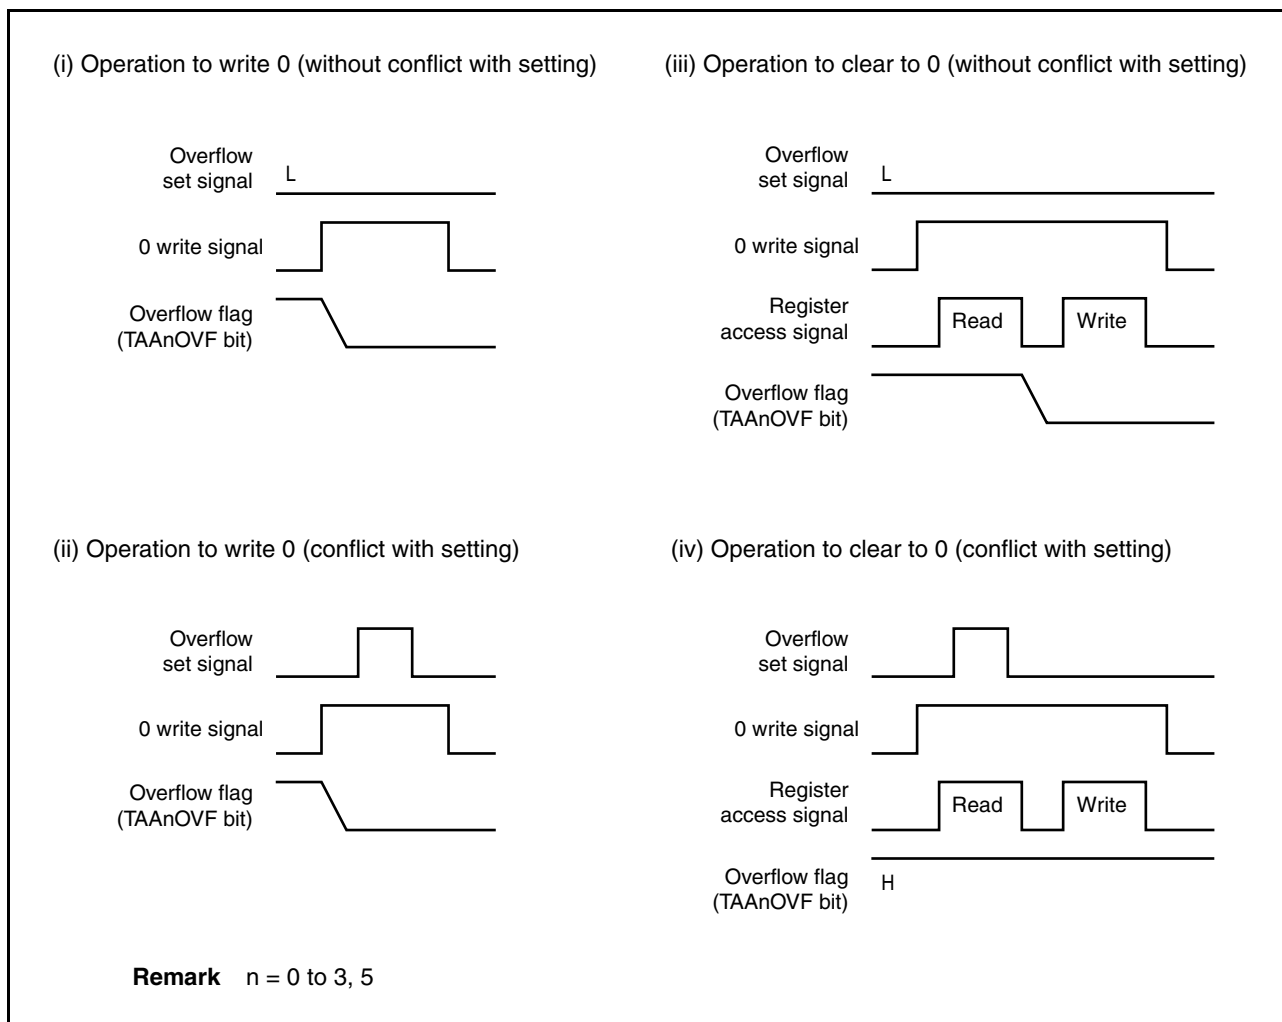 (i) Operation to write 0 (without conflict with setting)
Overflow
set signal
L
0 write signal
Overflow flag
(TAAnOVF bit)
(iii) Operation to clear to 0 (without conflict with setting)
Overflow
set signal
L
0 write signal
Register
access signal
Read
Write
Overflow flag
(TAAnOVF bit)
(ii) Operation to write 0 (conflict with setting)
Overflow
set signal
0 write signal
Overflow flag
(TAAnOVF bit)
(iv) Operation to clear to 0 (conflict with setting)
Overflow
set signal
0 write signal
Register
access signal
Read
Write
Overflow flag
(TAAnOVF bit)
H
Remark n = 0 to 3, 5